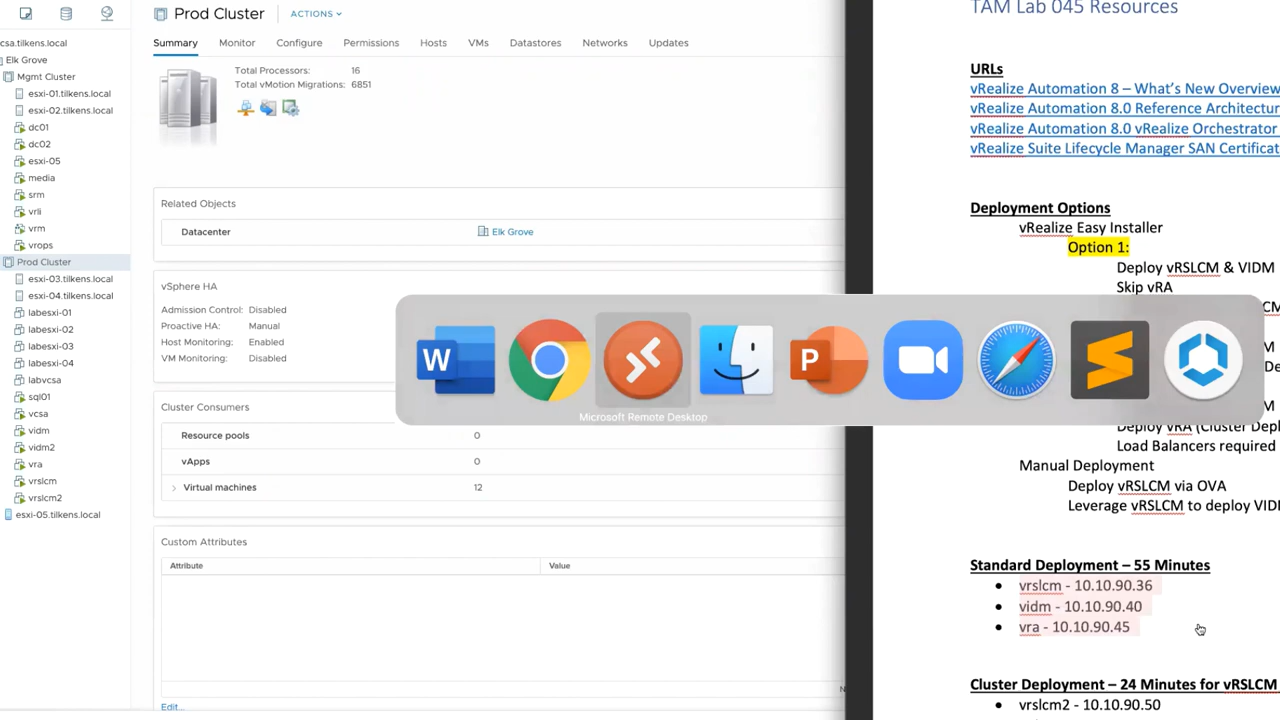 Prod Cluster
ACTIONS
Summary
Monitor
Configure
Permissions
Hosts
VMs
Datastores
Networks
Updates
csa.tilkens.local
Elk Grove
Mgmt Cluster
esxi-01.tilkens.local
esxi-02.tilkens.local
dc01
dc02
esxi-05
media
srm
vrli
vrm
vrops
Prod Cluster
esxi-03.tilkens.local
esxi-04.tilkens.local
labesxi-01
labesxi-02
labesxi-03
labesxi-04
labvcsa
sql01
vcsa
vidm
vidm2
vra
vrslcm
vrslcm2
esxi-05.tilkens.local
Total Processors: 16
Total vMotion Migrations: 6851
Related Objects
Datacenter Elk Grove
vSphere HA
Admission Control: Disabled
Proactive HA: Manual
Host Monitoring: Enabled
VM Monitoring: Disabled
Cluster Consumers
Resource pools 0
vApps 0
Virtual machines 12
Custom Attributes
Attribute Value
Edit...
W
P
Microsoft Remote Desktop
TAM Lab 045 Resources
URLs
vRealize Automation 8 – What's New Overview
vRealize Automation 8.0 Reference Architectur
vRealize Automation 8.0 vRealize Orchestrator
vRealize Suite Lifecycle Manager SAN Certificat
Deployment Options
vRealize Easy Installer
Option 1:
Deploy vRSLCM & VIDM
Skip vRA
Deploy vRA (Cluster Depl
Load Balancers required
Manual Deployment
Deploy vRSLCM via OVA
Leverage vRSLCM to deploy VID
Standard Deployment – 55 Minutes
• vrslcm - 10.10.90.36
• vidm - 10.10.90.40
• vra - 10.10.90.45
Cluster Deployment – 24 Minutes for vRSLCM
• vrslcm2 - 10.10.90.50